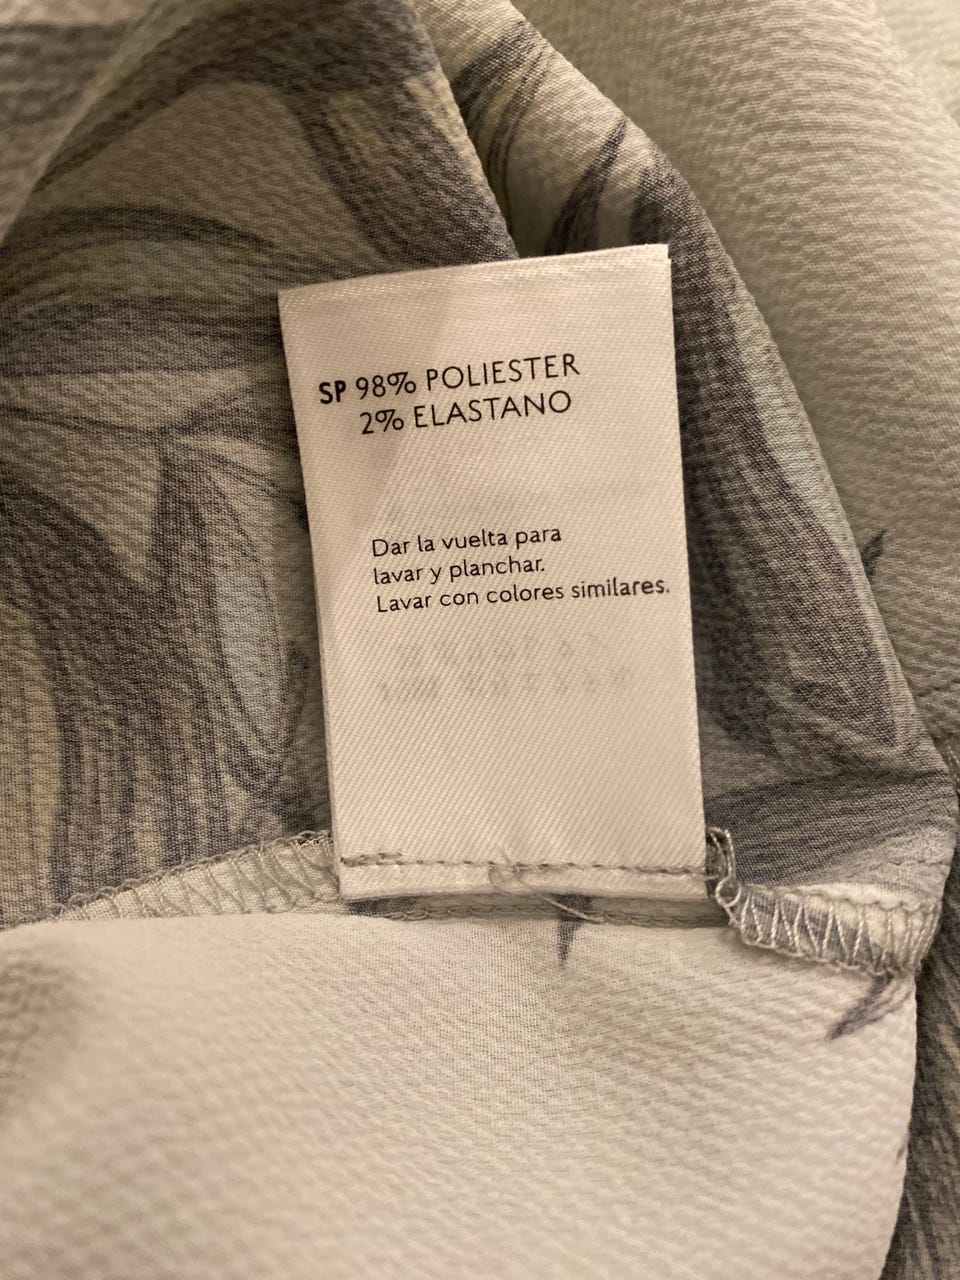 SP 98% POLIESTER
2% ELASTANO
Dar la vuelta para
lavar y planchar.
Lavar con colores similares.